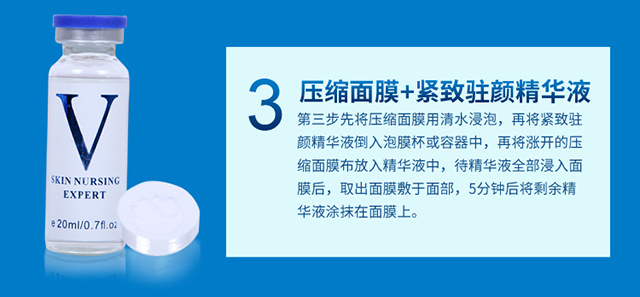 V
SKIN NURSING
EXPERT
e 20ml/0.7fl.oz
3
压缩面膜+紧致驻颜精华液
第三步先将压缩面膜用清水浸泡，再将紧致驻
颜精华液倒入泡膜杯或容器中，再将涨开的压
缩面膜布放入精华液中，待精华液全部浸入面
膜后，取出面膜敷于面部，5分钟后将剩余精
华液涂抹在面膜上。